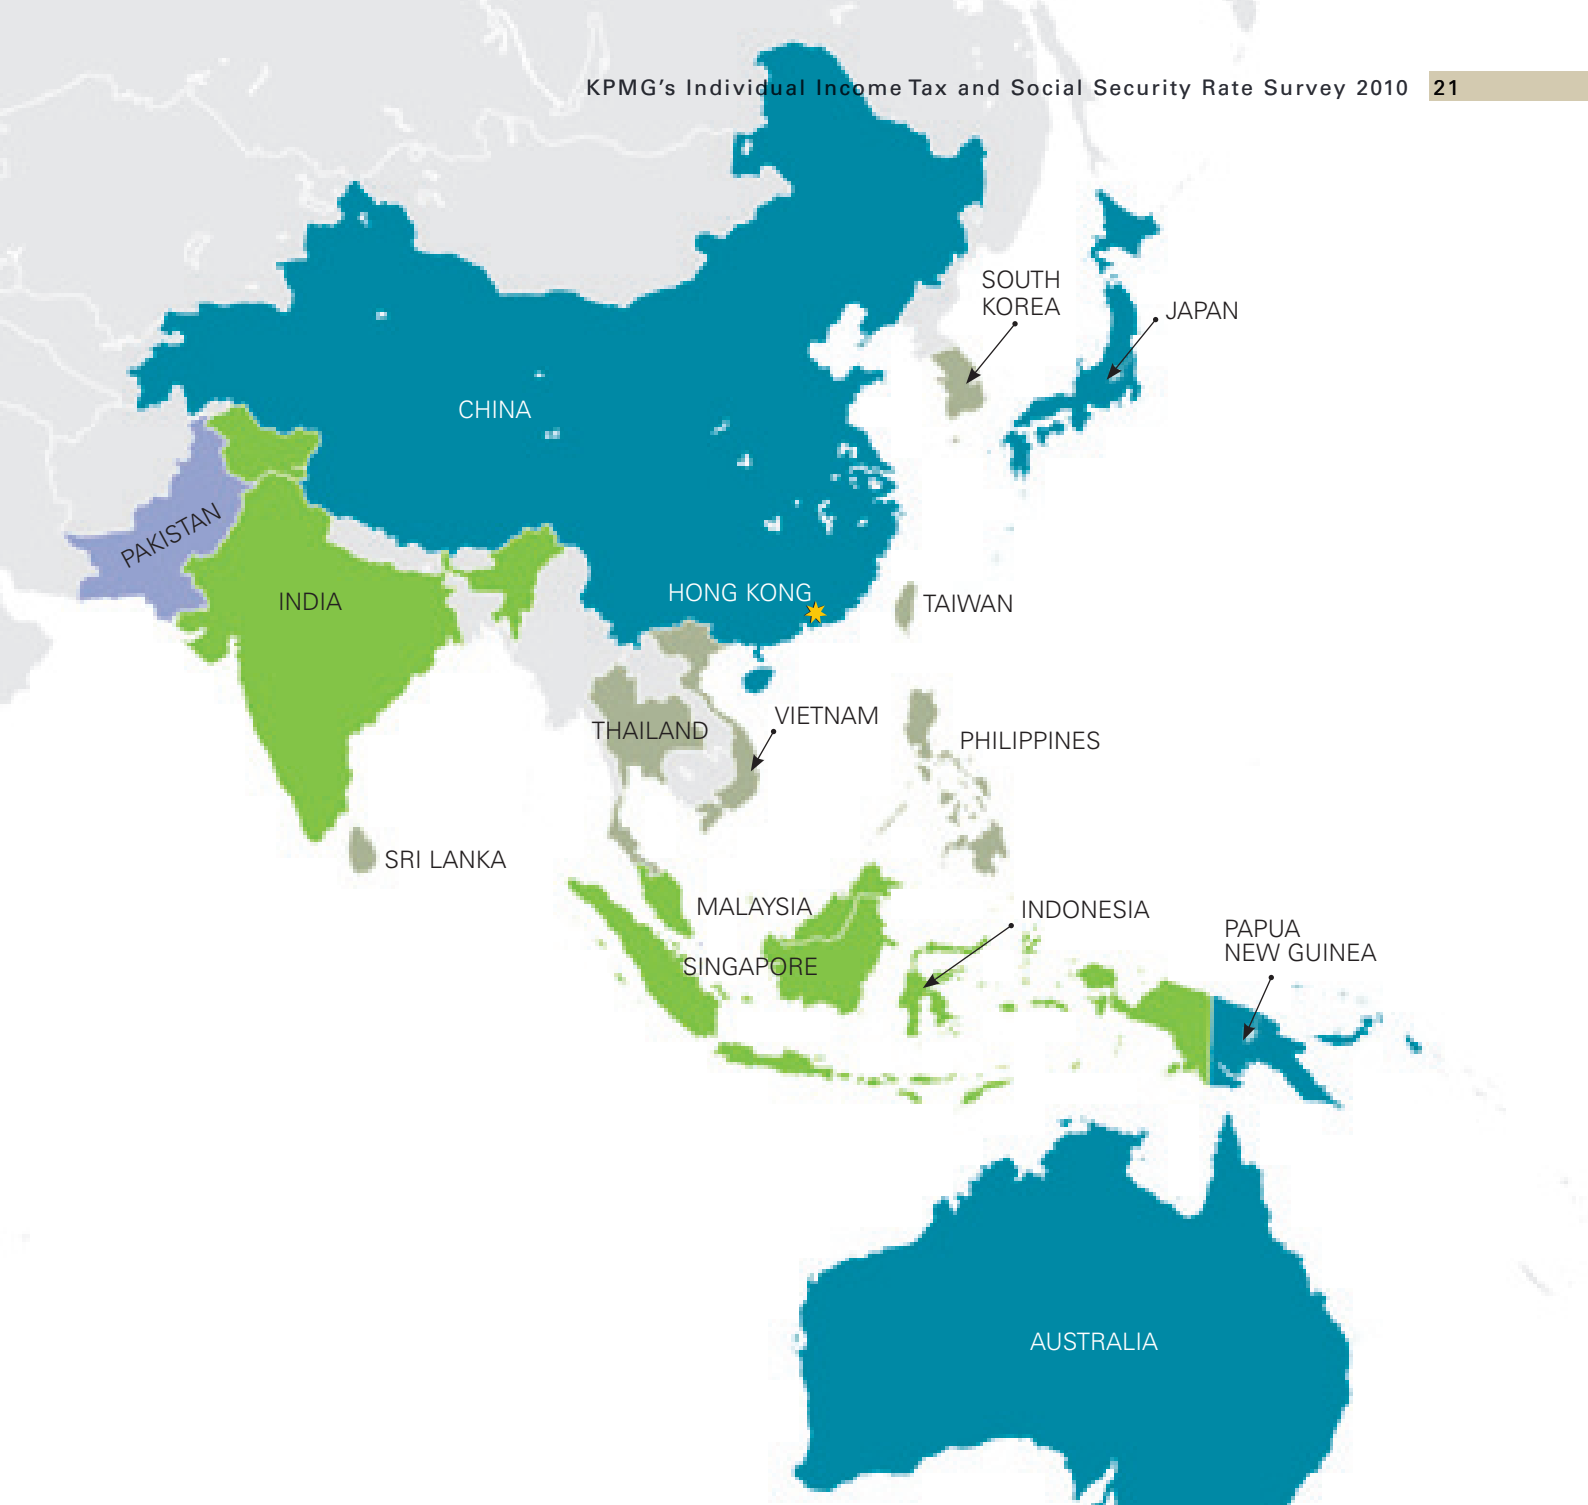 KPMG's Individual Income Tax and Social Security Rate Survey 2010 21
SOUTH
KOREA
JAPAN
CHINA
PAKISTAN
INDIA
HONG KONG
TAIWAN
THAILAND
VIETNAM
PHILIPPINES
SRI LANKA
MALAYSIA
INDONESIA
SINGAPORE
PAPUA
NEW GUINEA
AUSTRALIA